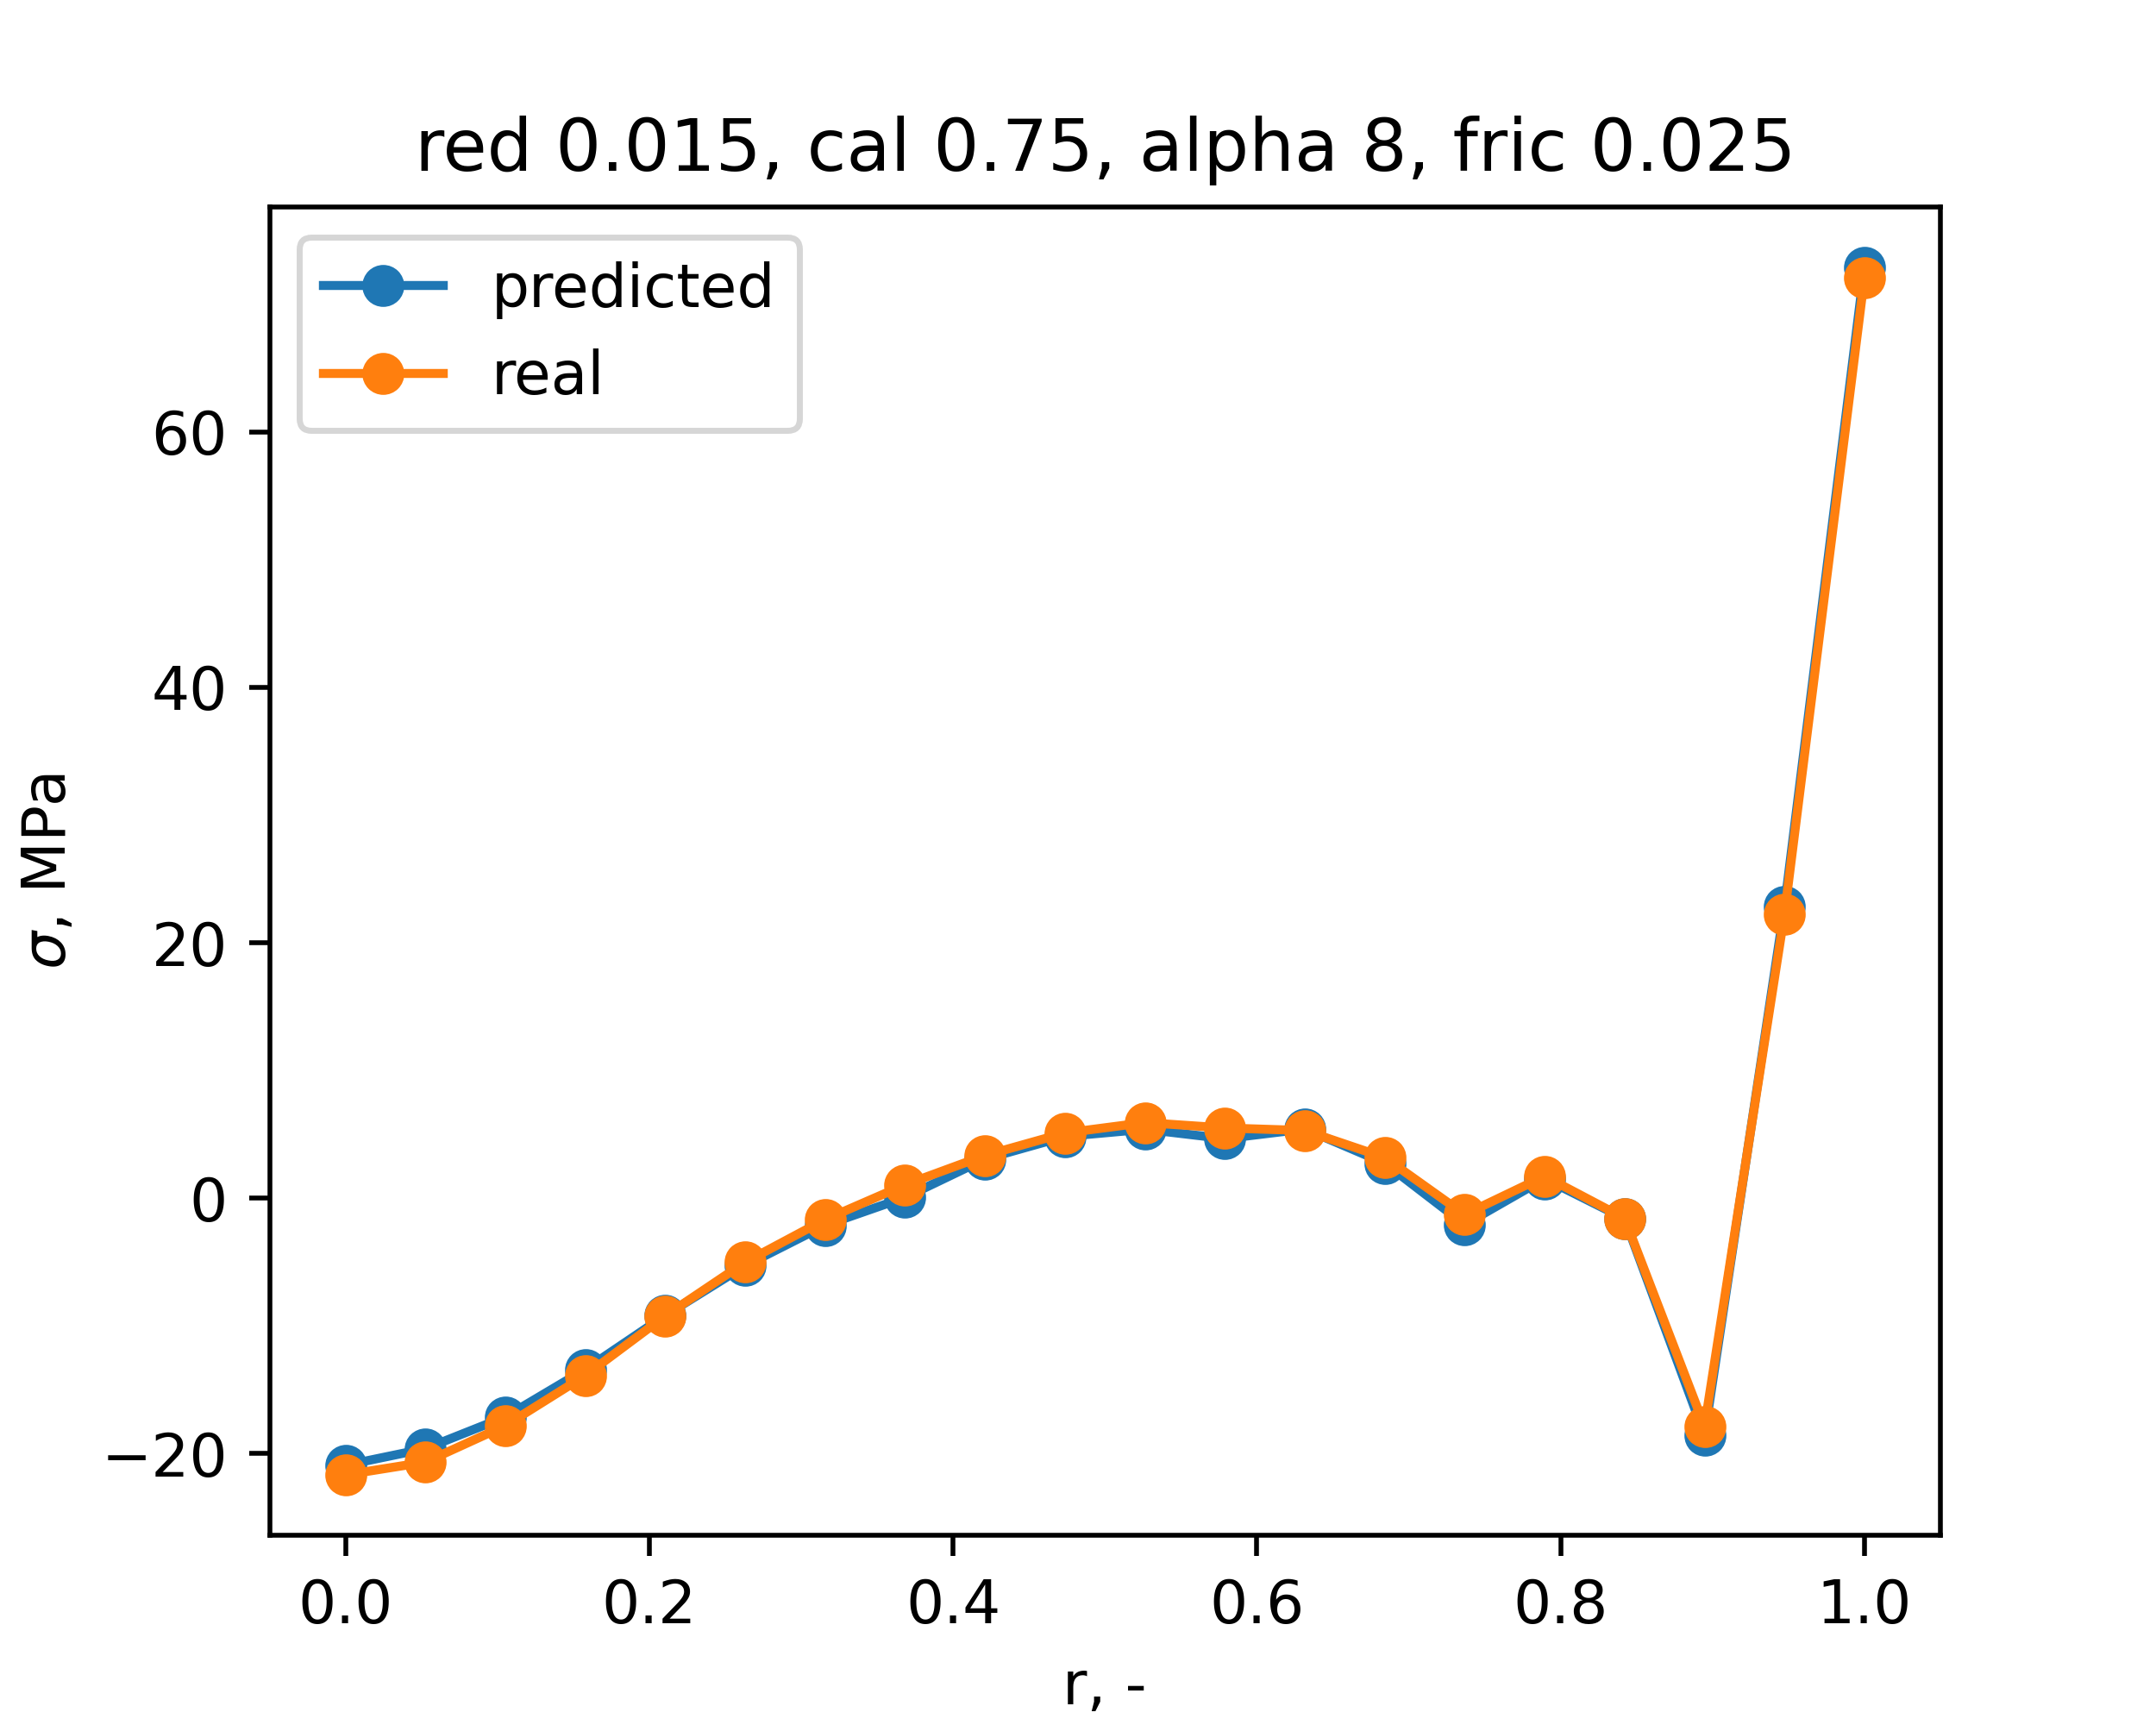 red 0.015, cal 0.75, alpha 8, fric 0.025
predicted
real
60
40
20
0
−20
σ, MPa
0.0 0.2 0.4 0.6 0.8 1.0
r, -